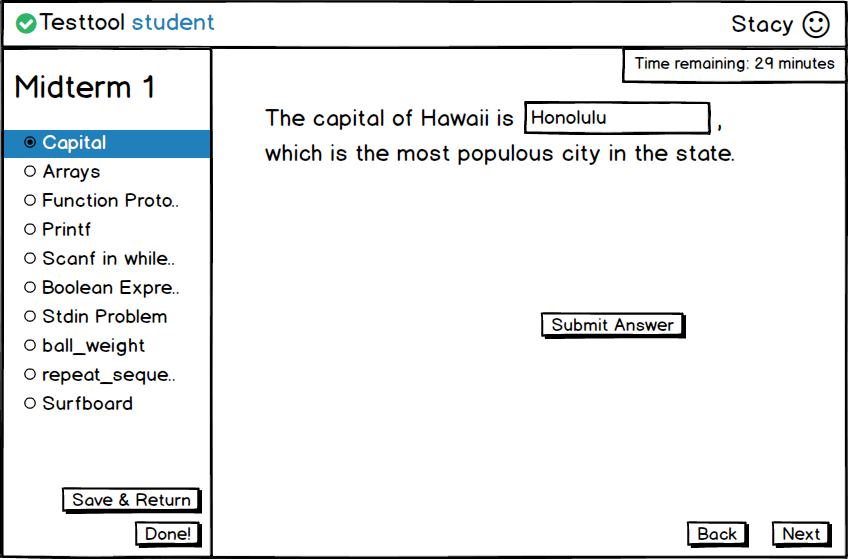 Testtool student
Stacy
Time remaining: 29 minutes
Midterm 1
Capital
Arrays
Function Proto..
Printf
Scanf in while..
Boolean Expre..
Stdin Problem
ball_weight
repeat_seque..
Surfboard
Save & Return
Done!
The capital of Hawaii is Honolulu ,
which is the most populous city in the state.
Submit Answer
Back
Next